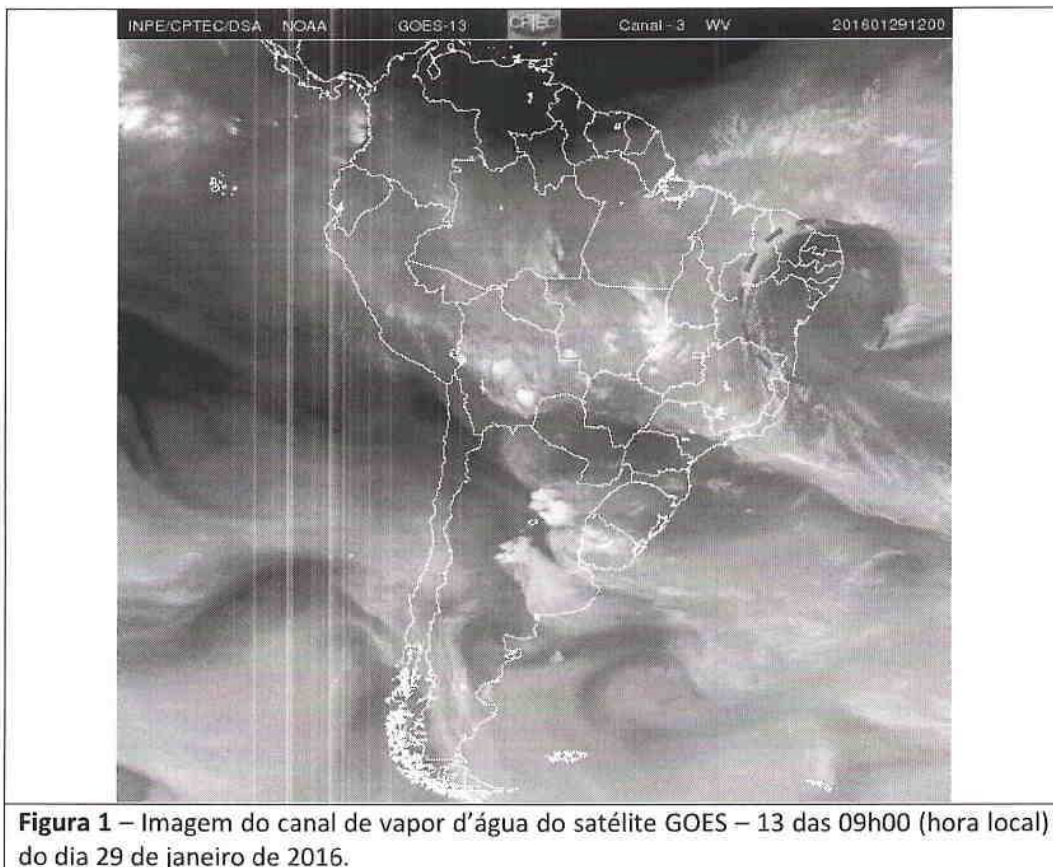 INPE/CPTEC/DSA NOAA GOES-13 CPTEC Canal - 3 WV 201601291200
Figura 1 – Imagem do canal de vapor d'água do satélite GOES – 13 das 09h00 (hora local)
do dia 29 de janeiro de 2016.